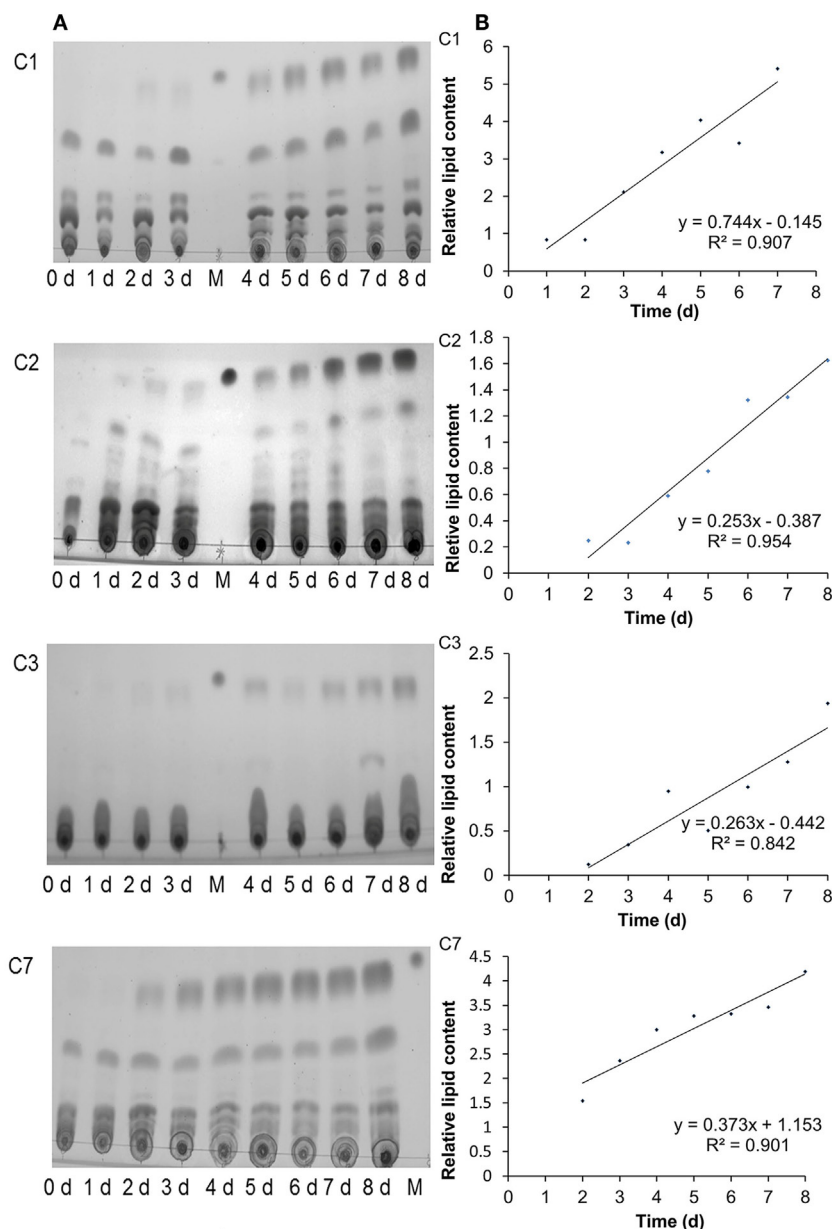 A
B
C1
0 d 1 d 2 d 3 d M 4 d 5 d 6 d 7 d 8 d
C1
Relative lipid content
6
5
4
3
2
1
0
y = 0.744x - 0.145
R² = 0.907
0 1 2 3 4 5 6 7 8
Time (d)
C2
0 d 1 d 2 d 3 d M 4 d 5 d 6 d 7 d 8 d
C2
Rletive lipid content
1.8
1.6
1.4
1.2
1
0.8
0.6
0.4
0.2
0
y = 0.253x - 0.387
R² = 0.954
0 1 2 3 4 5 6 7 8
Time (d)
C3
0 d 1 d 2 d 3 d M 4 d 5 d 6 d 7 d 8 d
C3
Relative lipid content
2.5
2
1.5
1
0.5
0
y = 0.263x - 0.442
R² = 0.842
0 1 2 3 4 5 6 7 8
Time (d)
C7
0 d 1 d 2 d 3 d 4 d 5 d 6 d 7 d 8 d M
C7
Relative lipid content
4.5
4
3.5
3
2.5
2
1.5
1
0.5
0
y = 0.373x + 1.153
R² = 0.901
0 1 2 3 4 5 6 7 8
Time (d)